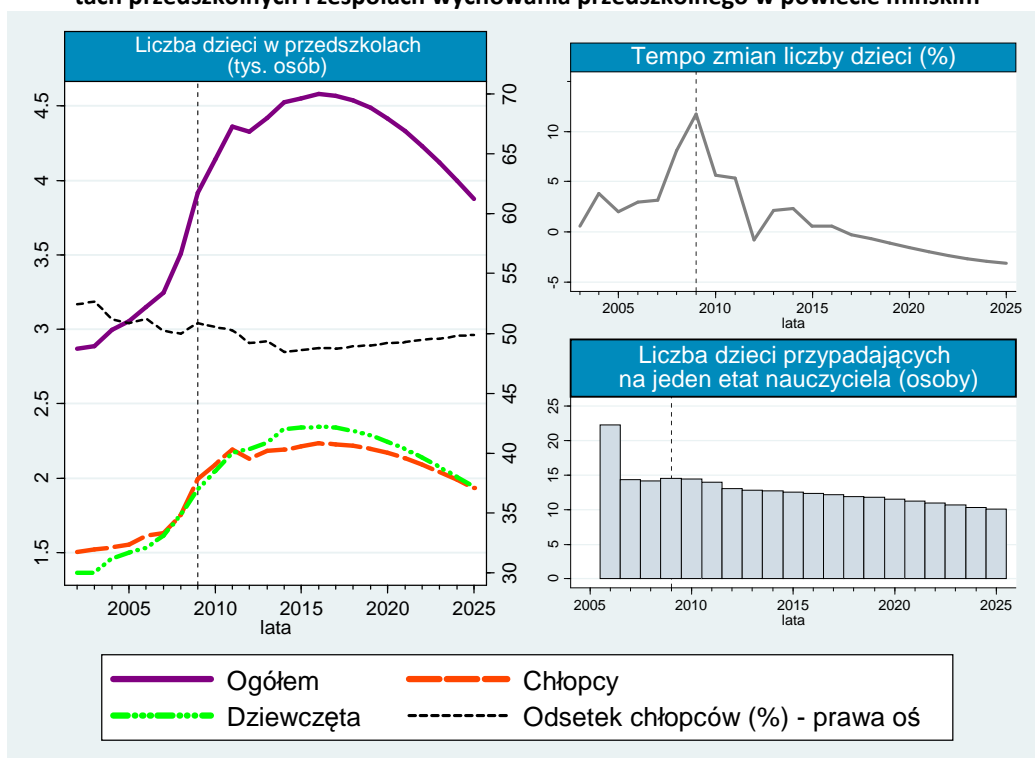 tach przedszkolnych i zespołach wychowania przedszkolnego w powiecie mińskim
Liczba dzieci w przedszkolach
(tys. osób)
4.5
4
3.5
3
2.5
2
1.5
70
65
60
55
50
45
40
35
30
2005 2010 2015 2020 2025
lata
Tempo zmian liczby dzieci (%)
10
5
0
-5
2005 2010 2015 2020 2025
lata
Liczba dzieci przypadających
na jeden etat nauczyciela (osoby)
25
20
15
10
5
0
2005 2010 2015 2020 2025
lata
Ogółem
Chłopcy
Dziewczęta
Odsetek chłopców (%) - prawa oś